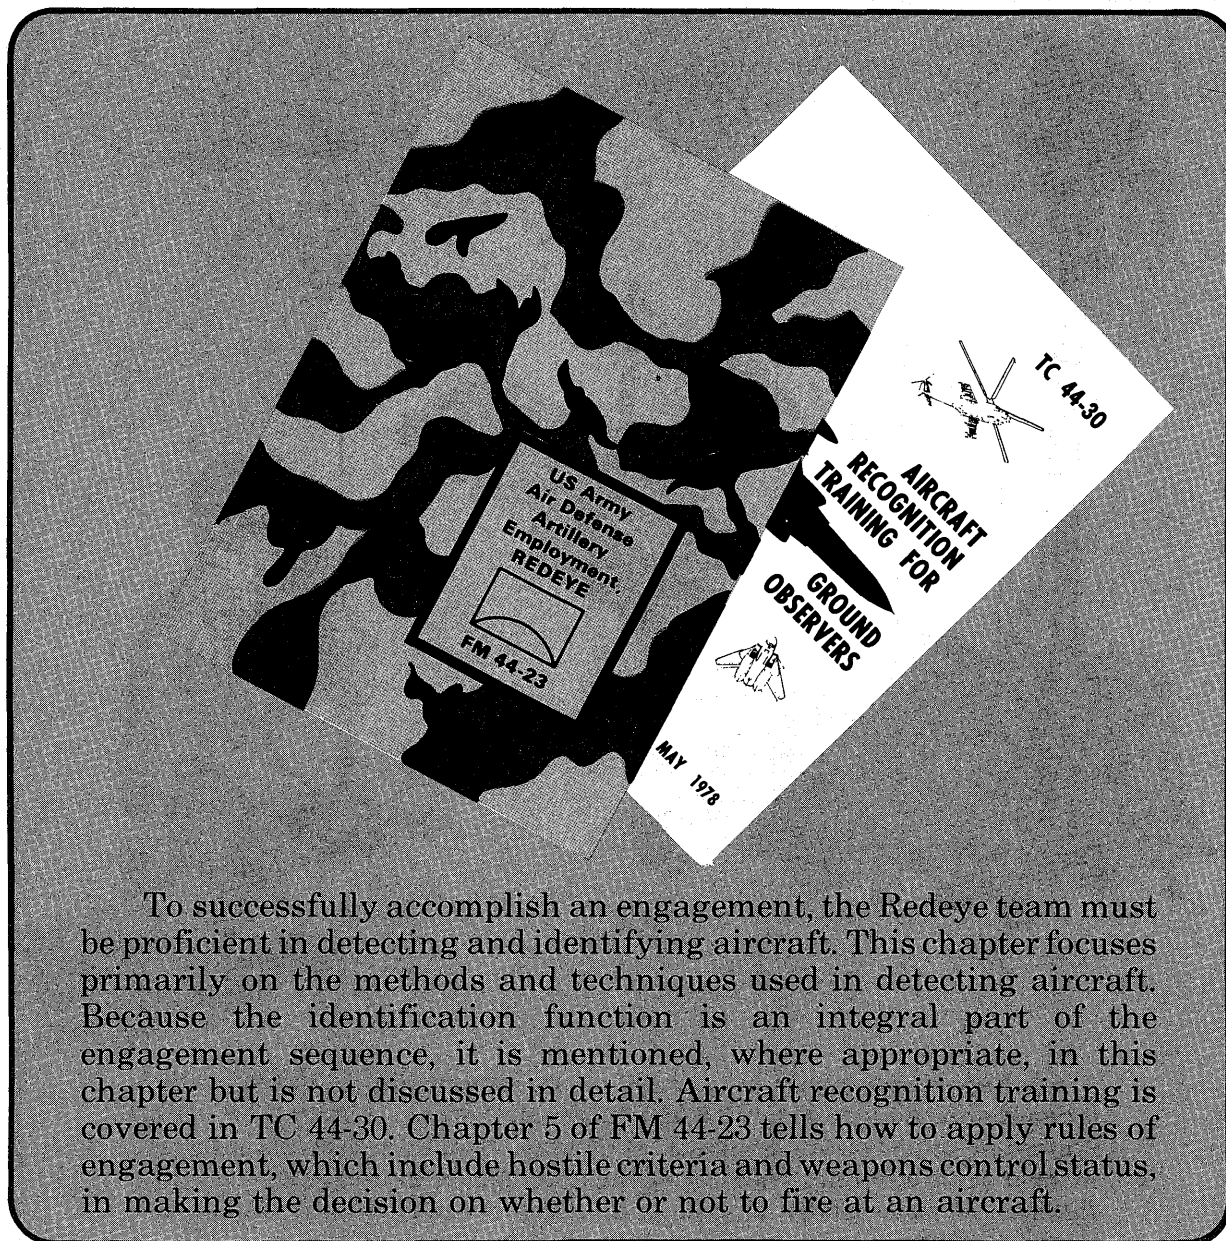 US Army
Air Defense
Artillery
Employment,
REDEYE
FM 44-23
TC 44-30
AIRCRAFT
RECOGNITION
TRAINING FOR
GROUND
OBSERVERS
MAY 1978
To successfully accomplish an engagement, the Redeye team must
be proficient in detecting and identifying aircraft. This chapter focuses
primarily on the methods and techniques used in detecting aircraft.
Because the identification function is an integral part of the
engagement sequence, it is mentioned, where appropriate, in this
chapter but is not discussed in detail. Aircraft recognition training is
covered in TC 44-30. Chapter 5 of FM 44-23 tells how to apply rules of
engagement, which include hostile criteria and weapons control status,
in making the decision on whether or not to fire at an aircraft.